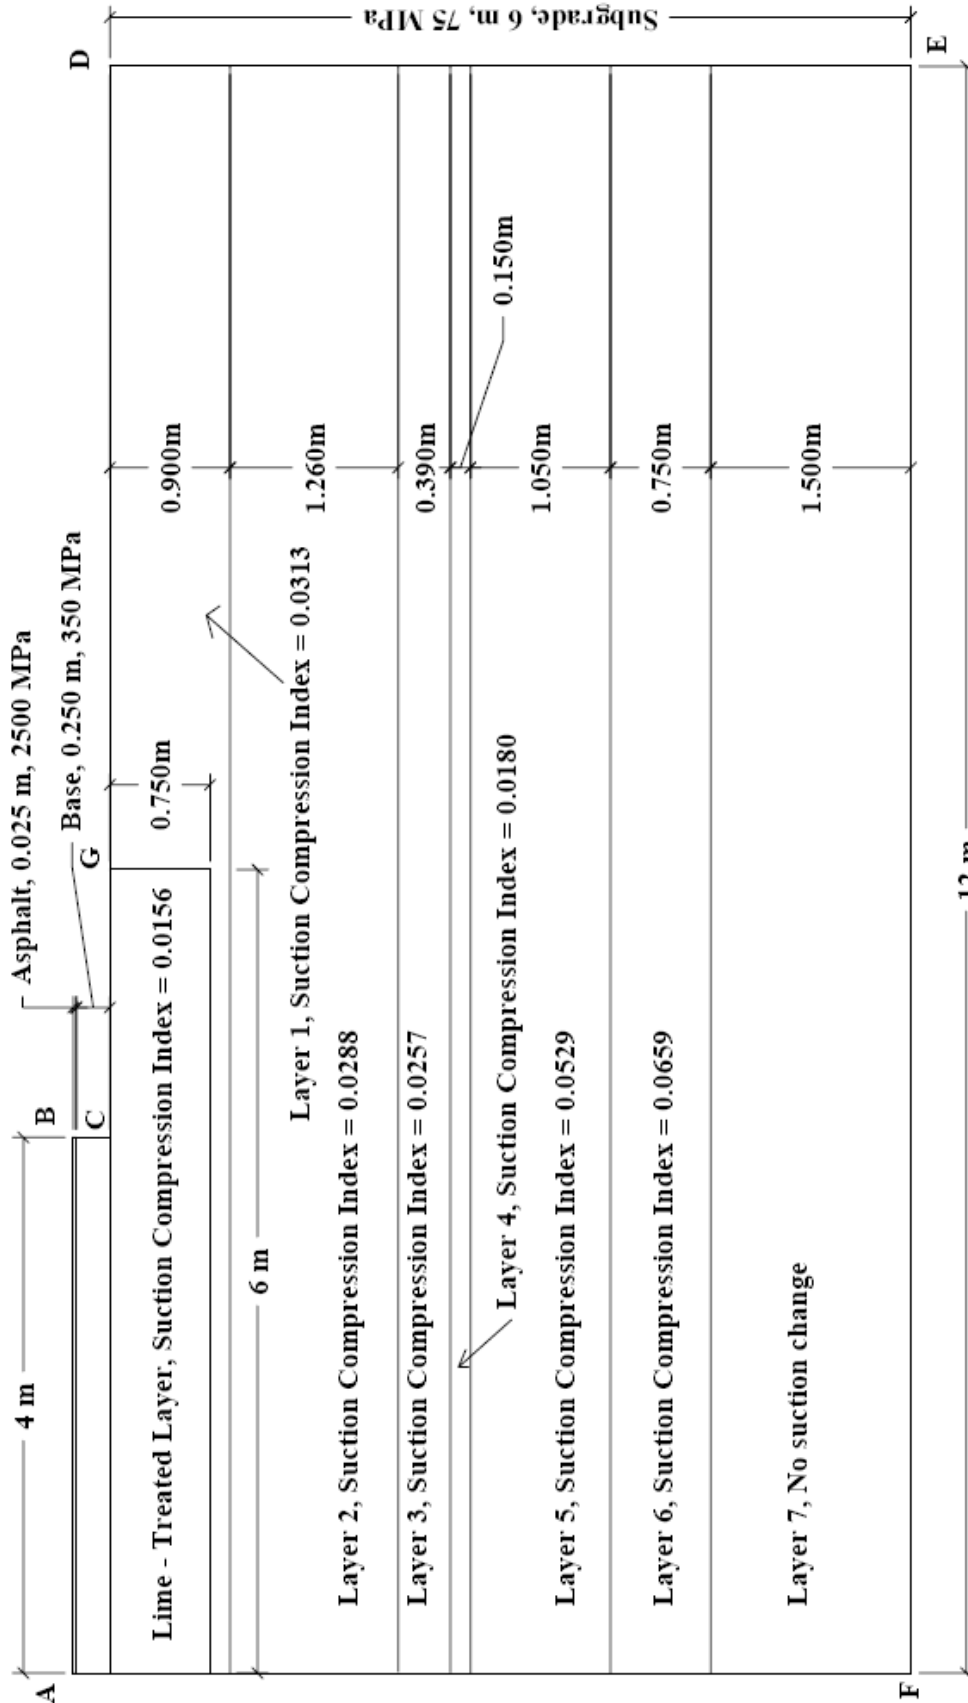 Asphalt, 0.025 m, 2500 MPa
Base, 0.250 m, 350 MPa
4 m
A
B
C
G
D
Lime - Treated Layer, Suction Compression Index = 0.0156
0.750m
0.900m
6 m
Layer 1, Suction Compression Index = 0.0313
Layer 2, Suction Compression Index = 0.0288
1.260m
Layer 3, Suction Compression Index = 0.0257
0.390m
0.150m
Layer 4, Suction Compression Index = 0.0180
Layer 5, Suction Compression Index = 0.0529
1.050m
Layer 6, Suction Compression Index = 0.0659
0.750m
Layer 7, No suction change
1.500m
Subgrade, 6 m, 75 MPa
F
E
12 m